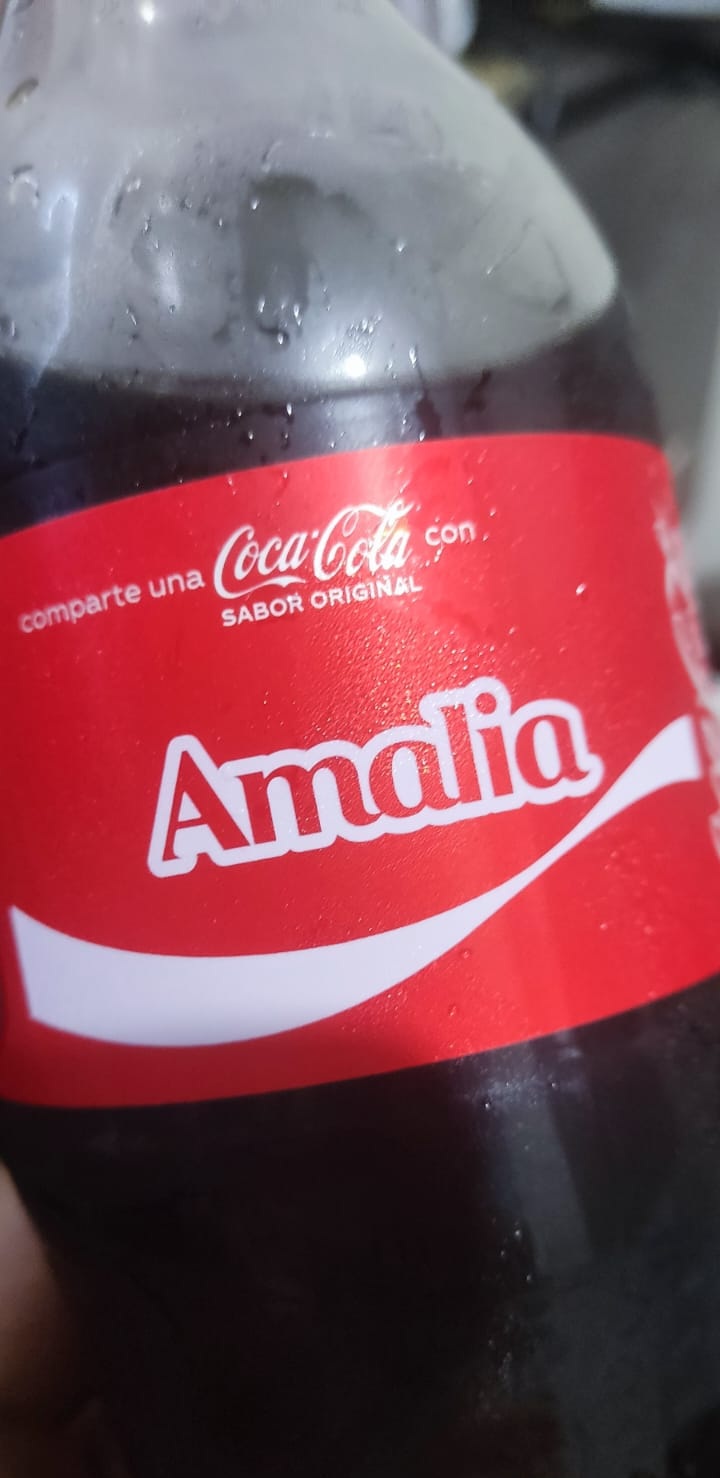 comparte una Coca-Cola con
SABOR ORIGINAL
Amalia